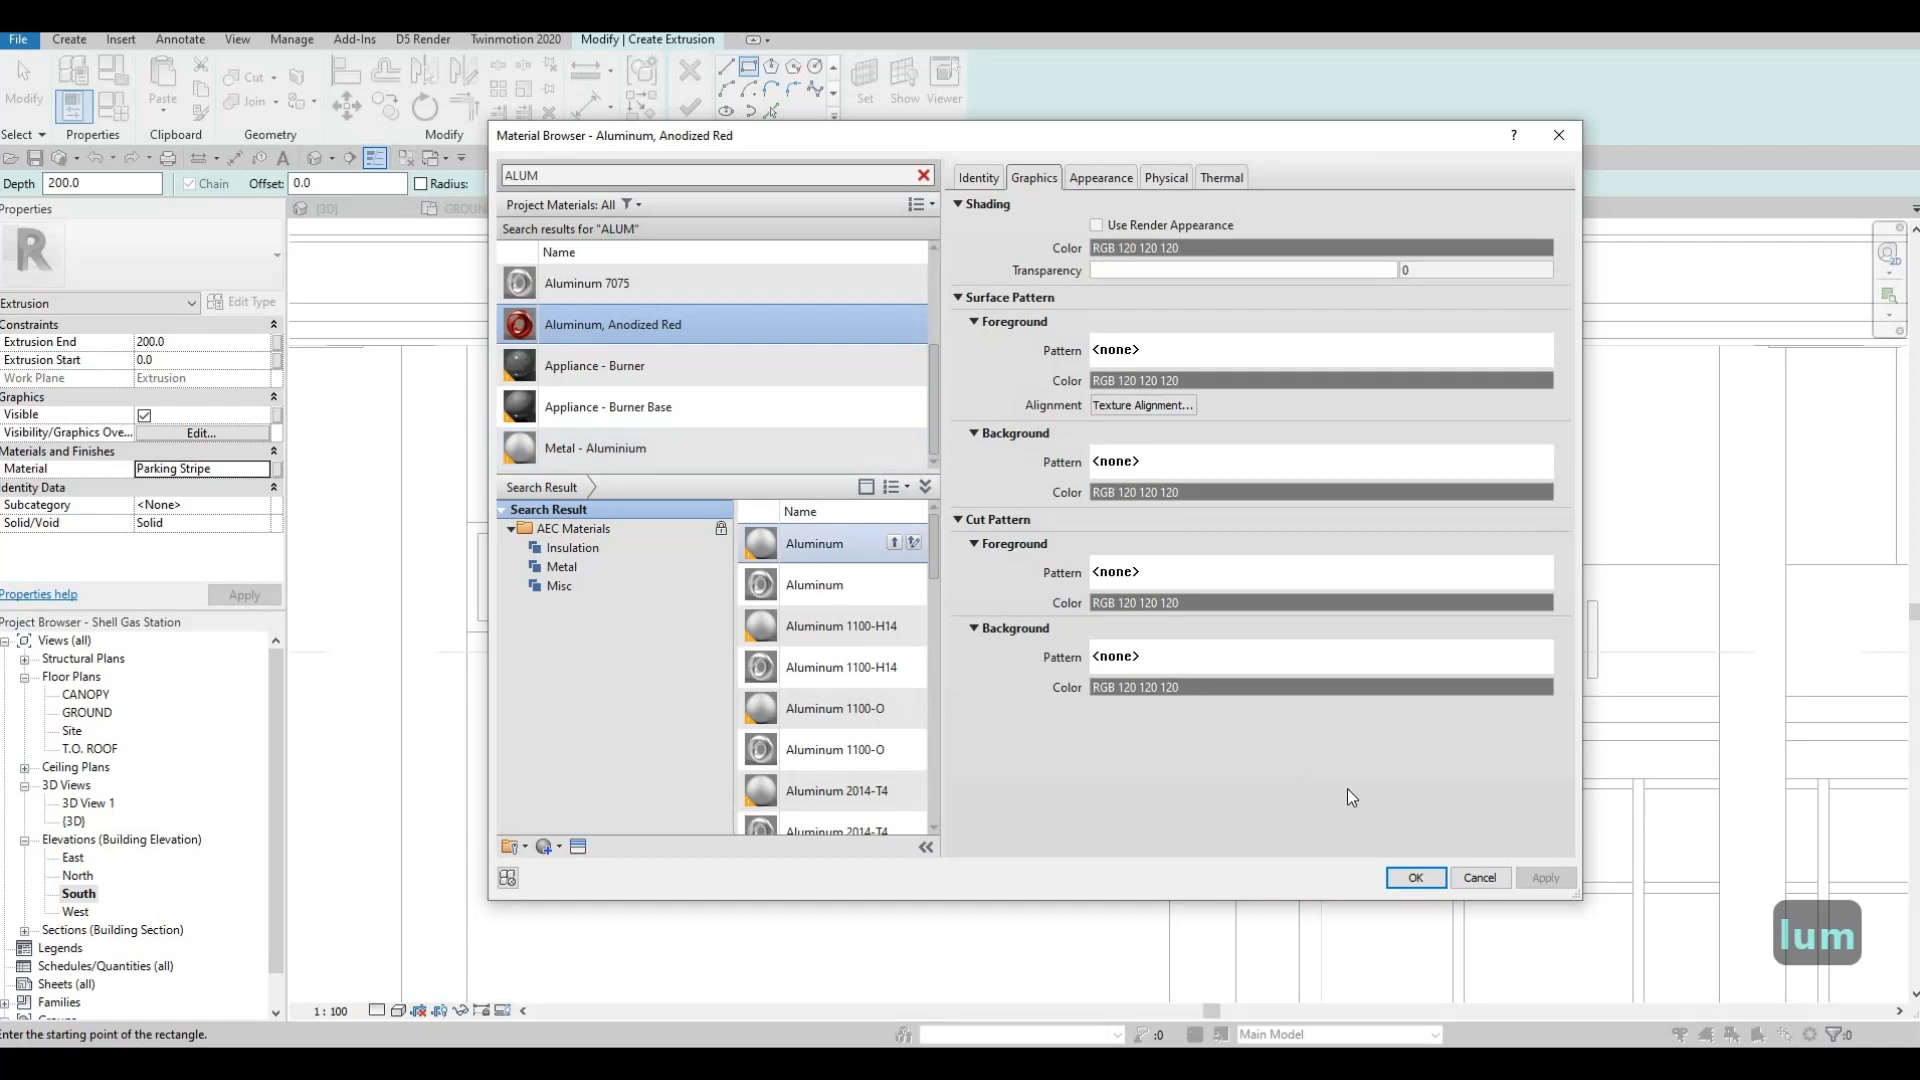 File Create Insert Annotate View Manage Add-Ins D5 Render Twinmotion 2020 Modify | Create Extrusion
Modify Cut Join Paste Set Show Viewer
Select Properties Clipboard Geometry Modify
Depth 200.0 Chain Offset: 0.0 Radius:
Properties
{3D} GROUN
Extrusion Edit Type
Constraints
Extrusion End 200.0
Extrusion Start 0.0
Work Plane Extrusion
Graphics
Visible
Visibility/Graphics Ove... Edit...
Materials and Finishes
Material Parking Stripe
dentity Data
Subcategory <None>
Solid/Void Solid
Properties help Apply
Project Browser - Shell Gas Station
Views (all)
Structural Plans
Floor Plans
CANOPY
GROUND
Site
T.O. ROOF
Ceiling Plans
3D Views
3D View 1
{3D}
Elevations (Building Elevation)
East
North
South
West
Sections (Building Section)
Legends
Schedules/Quantities (all)
Sheets (all)
Families
Material Browser - Aluminum, Anodized Red ?
ALUM
Project Materials: All
Search results for "ALUM"
Name
Aluminum 7075
Aluminum, Anodized Red
Appliance - Burner
Appliance - Burner Base
Metal - Aluminium
Search Result
Search Result
AEC Materials
Insulation
Metal
Misc
Name
Aluminum
Aluminum
Aluminum 1100-H14
Aluminum 1100-H14
Aluminum 1100-O
Aluminum 1100-O
Aluminum 2014-T4
Aluminum 2014-T4
Identity Graphics Appearance Physical Thermal
Shading
Use Render Appearance
Color RGB 120 120 120
Transparency 0
Surface Pattern
Foreground
Pattern <none>
Color RGB 120 120 120
Alignment Texture Alignment...
Background
Pattern <none>
Color RGB 120 120 120
Cut Pattern
Foreground
Pattern <none>
Color RGB 120 120 120
Background
Pattern <none>
Color RGB 120 120 120
OK Cancel Apply
lum
1 : 100
Enter the starting point of the rectangle. :0 Main Model :0